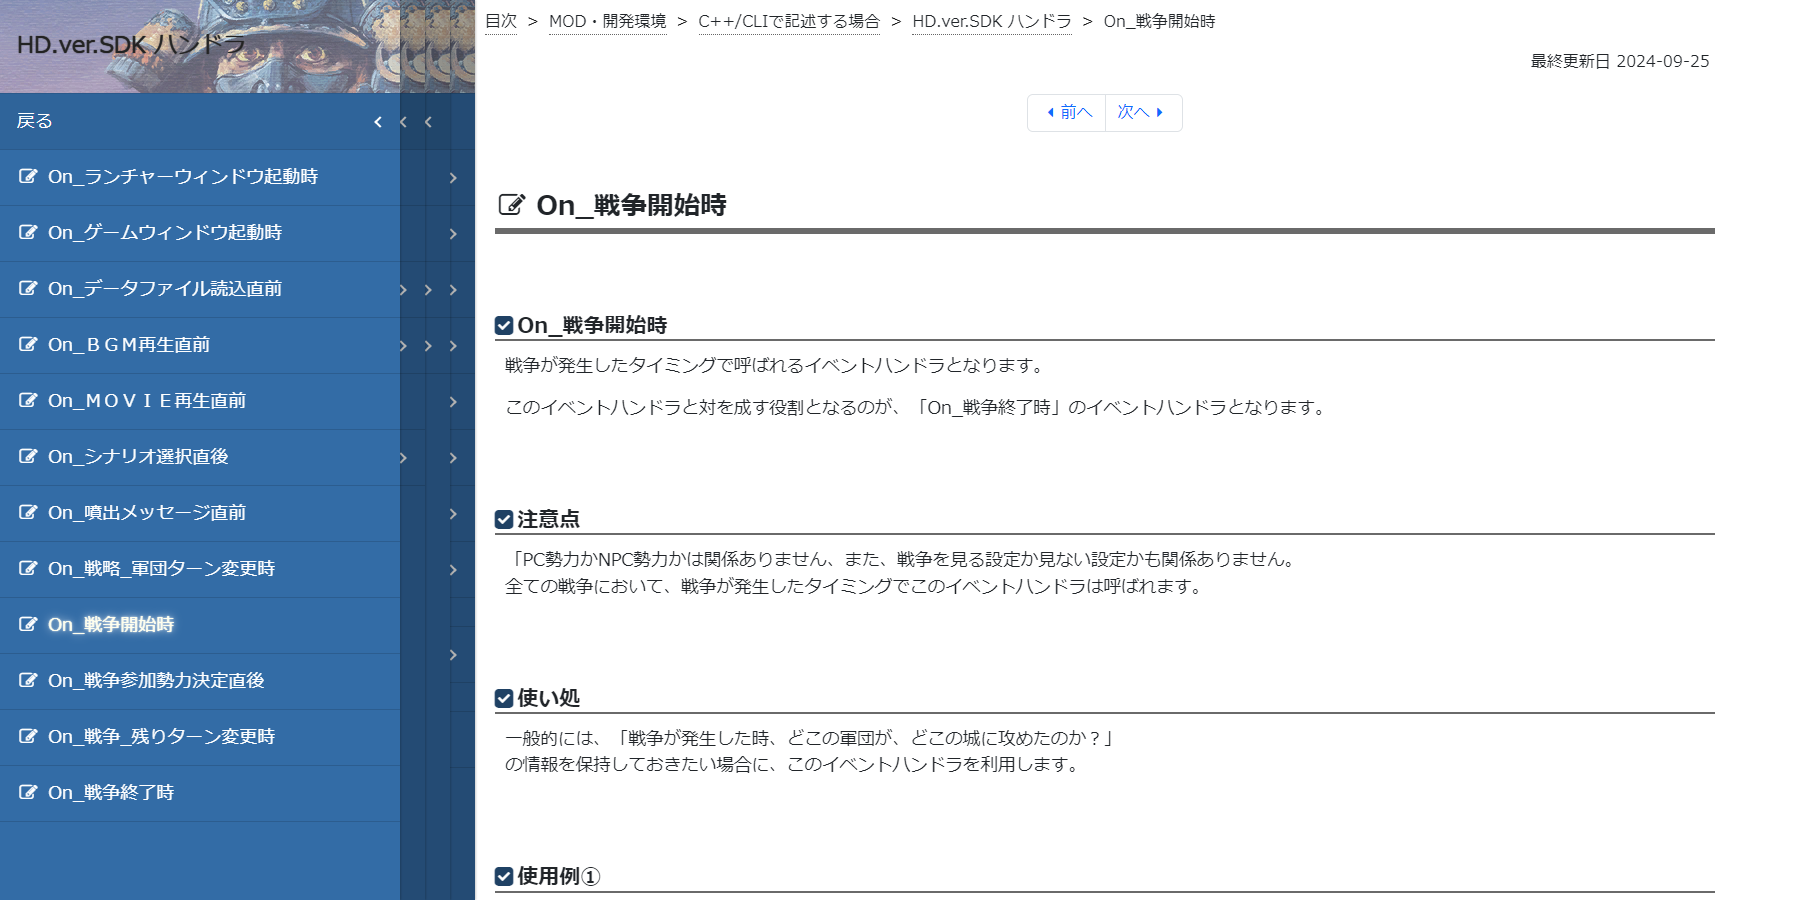 HD.ver.SDK ハンドラ
戻る
On_ランチャーウィンドウ起動時
On_ゲームウィンドウ起動時
On_データファイル読込直前
On_ＢＧＭ再生直前
On_ＭＯＶＩＥ再生直前
On_シナリオ選択直後
On_噴出メッセージ直前
On_戦略_軍団ターン変更時
On_戦争開始時
On_戦争参加勢力決定直後
On_戦争_残りターン変更時
On_戦争終了時
目次 > MOD・開発環境 > C++/CLIで記述する場合 > HD.ver.SDK ハンドラ > On_戦争開始時
最終更新日 2024-09-25
前へ 次へ
On_戦争開始時
On_戦争開始時
戦争が発生したタイミングで呼ばれるイベントハンドラとなります。
このイベントハンドラと対を成す役割となるのが、「On_戦争終了時」のイベントハンドラとなります。
注意点
「PC勢力かNPC勢力かは関係ありません、また、戦争を見る設定か見ない設定かも関係ありません。
全ての戦争において、戦争が発生したタイミングでこのイベントハンドラは呼ばれます。
使い処
一般的には、「戦争が発生した時、どこの軍団が、どこの城に攻めたのか？」
の情報を保持しておきたい場合に、このイベントハンドラを利用します。
使用例①